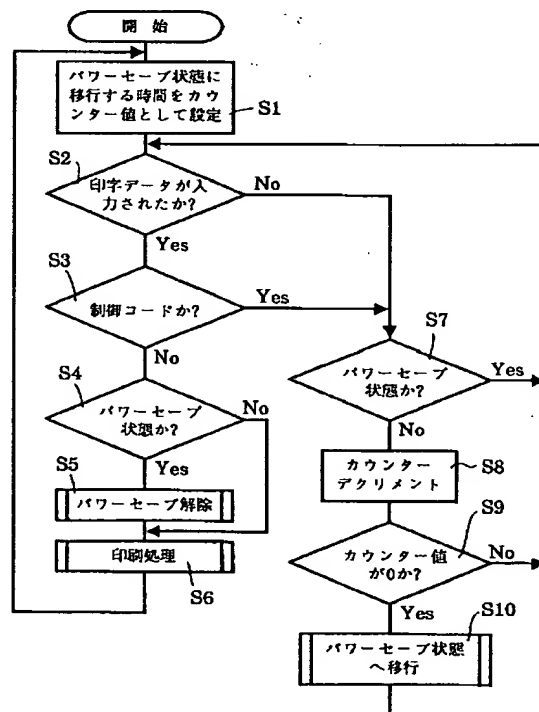 開始
パワーセーブ状態に
移行する時間をカウ
ンター値として設定
S1
S2
印字データが入
力されたか?
No
Yes
S3
制御コードか?
Yes
No
S4
パワーセーブ
状態か?
No
Yes
S5
パワーセーブ解除
印刷処理
S6
S7
パワーセーブ
状態か?
Yes
No
カウンター
デクリメント
S8
S9
カウンター値
が0か?
No
Yes
S10
パワーセーブ状態
へ移行